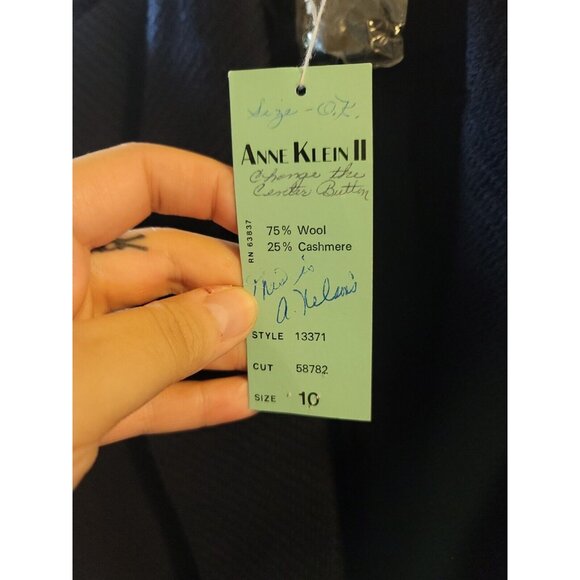 Size - O.K.
ANNE KLEIN II
Change the
Center Button
RN 63837
75% Wool
25% Cashmere
This is
A. Nelson's
STYLE 13371
CUT 58782
SIZE 10